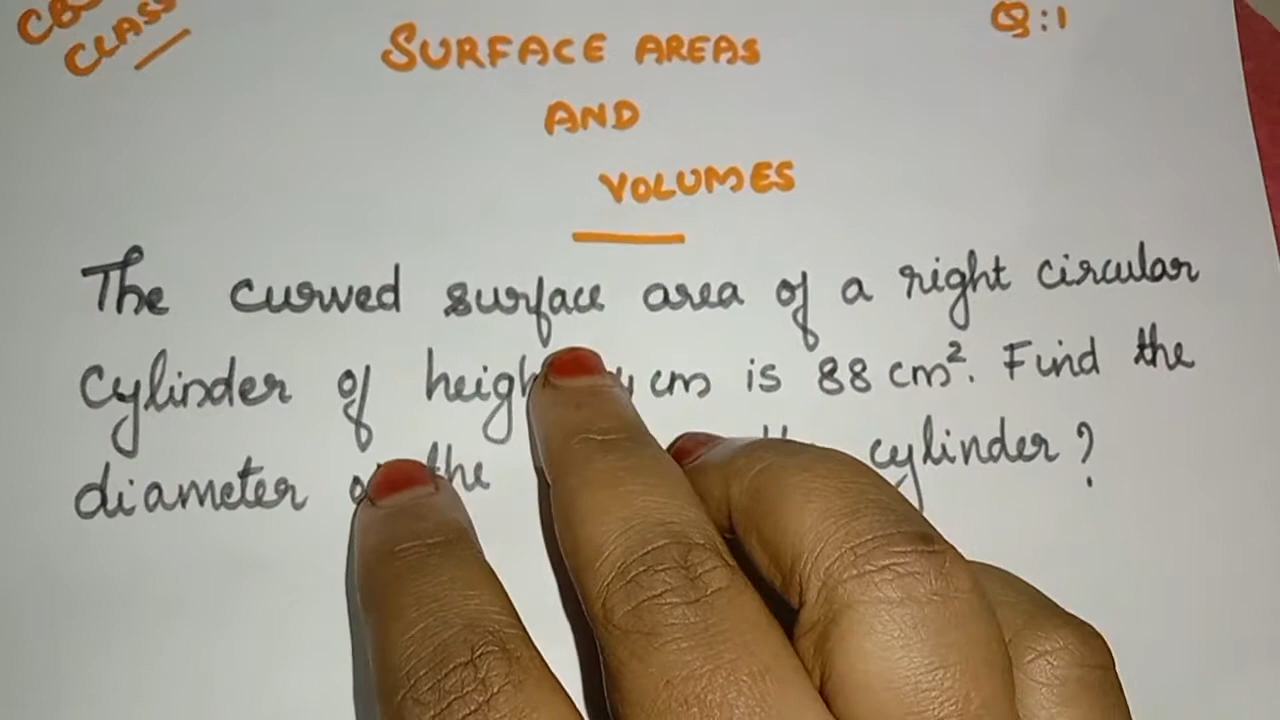 CBS
CLASS
Q:1
SURFACE AREAS
AND
VOLUMES
The curved surface area of a right circular
cylinder of cm is 88 cm². Find the
diameter the cylinder?